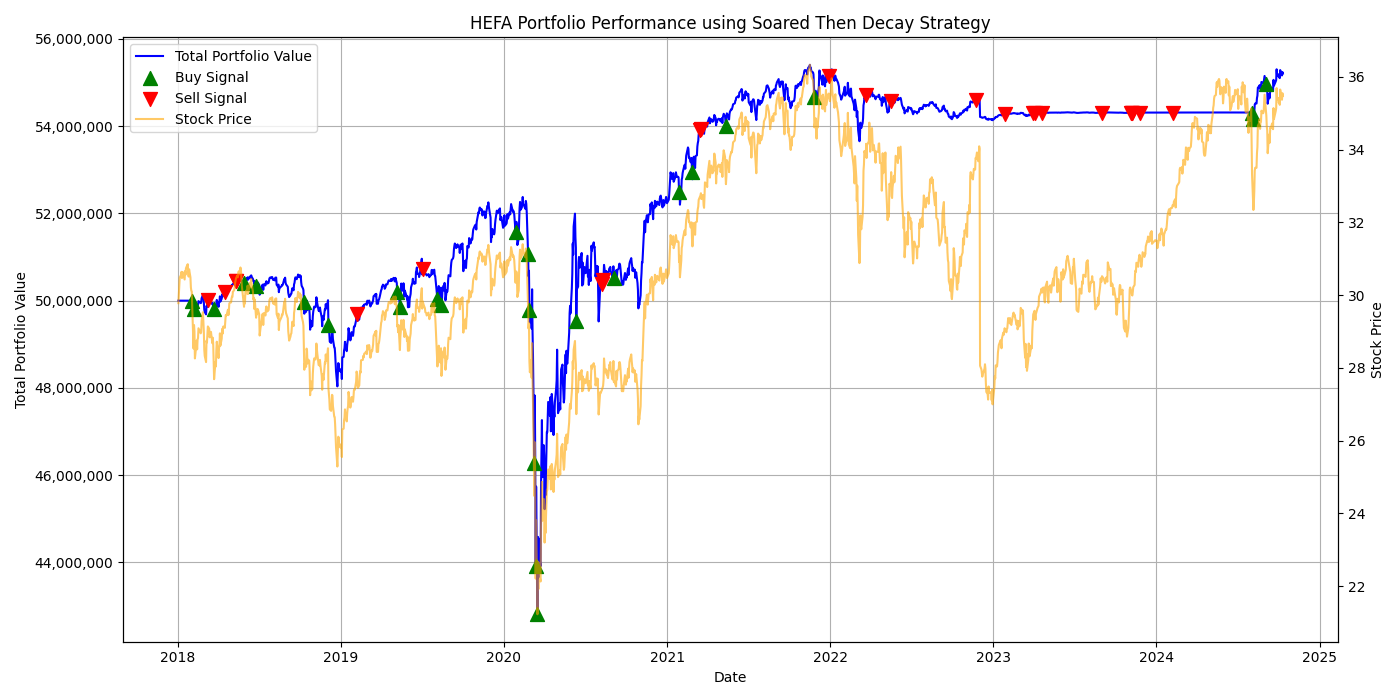 HEFA Portfolio Performance using Soared Then Decay Strategy
Total Portfolio Value
Buy Signal
Sell Signal
Stock Price
56,000,000
54,000,000
52,000,000
50,000,000
48,000,000
46,000,000
44,000,000
Total Portfolio Value
36
34
32
30
28
26
24
22
Stock Price
2018
2019
2020
2021
2022
2023
2024
2025
Date